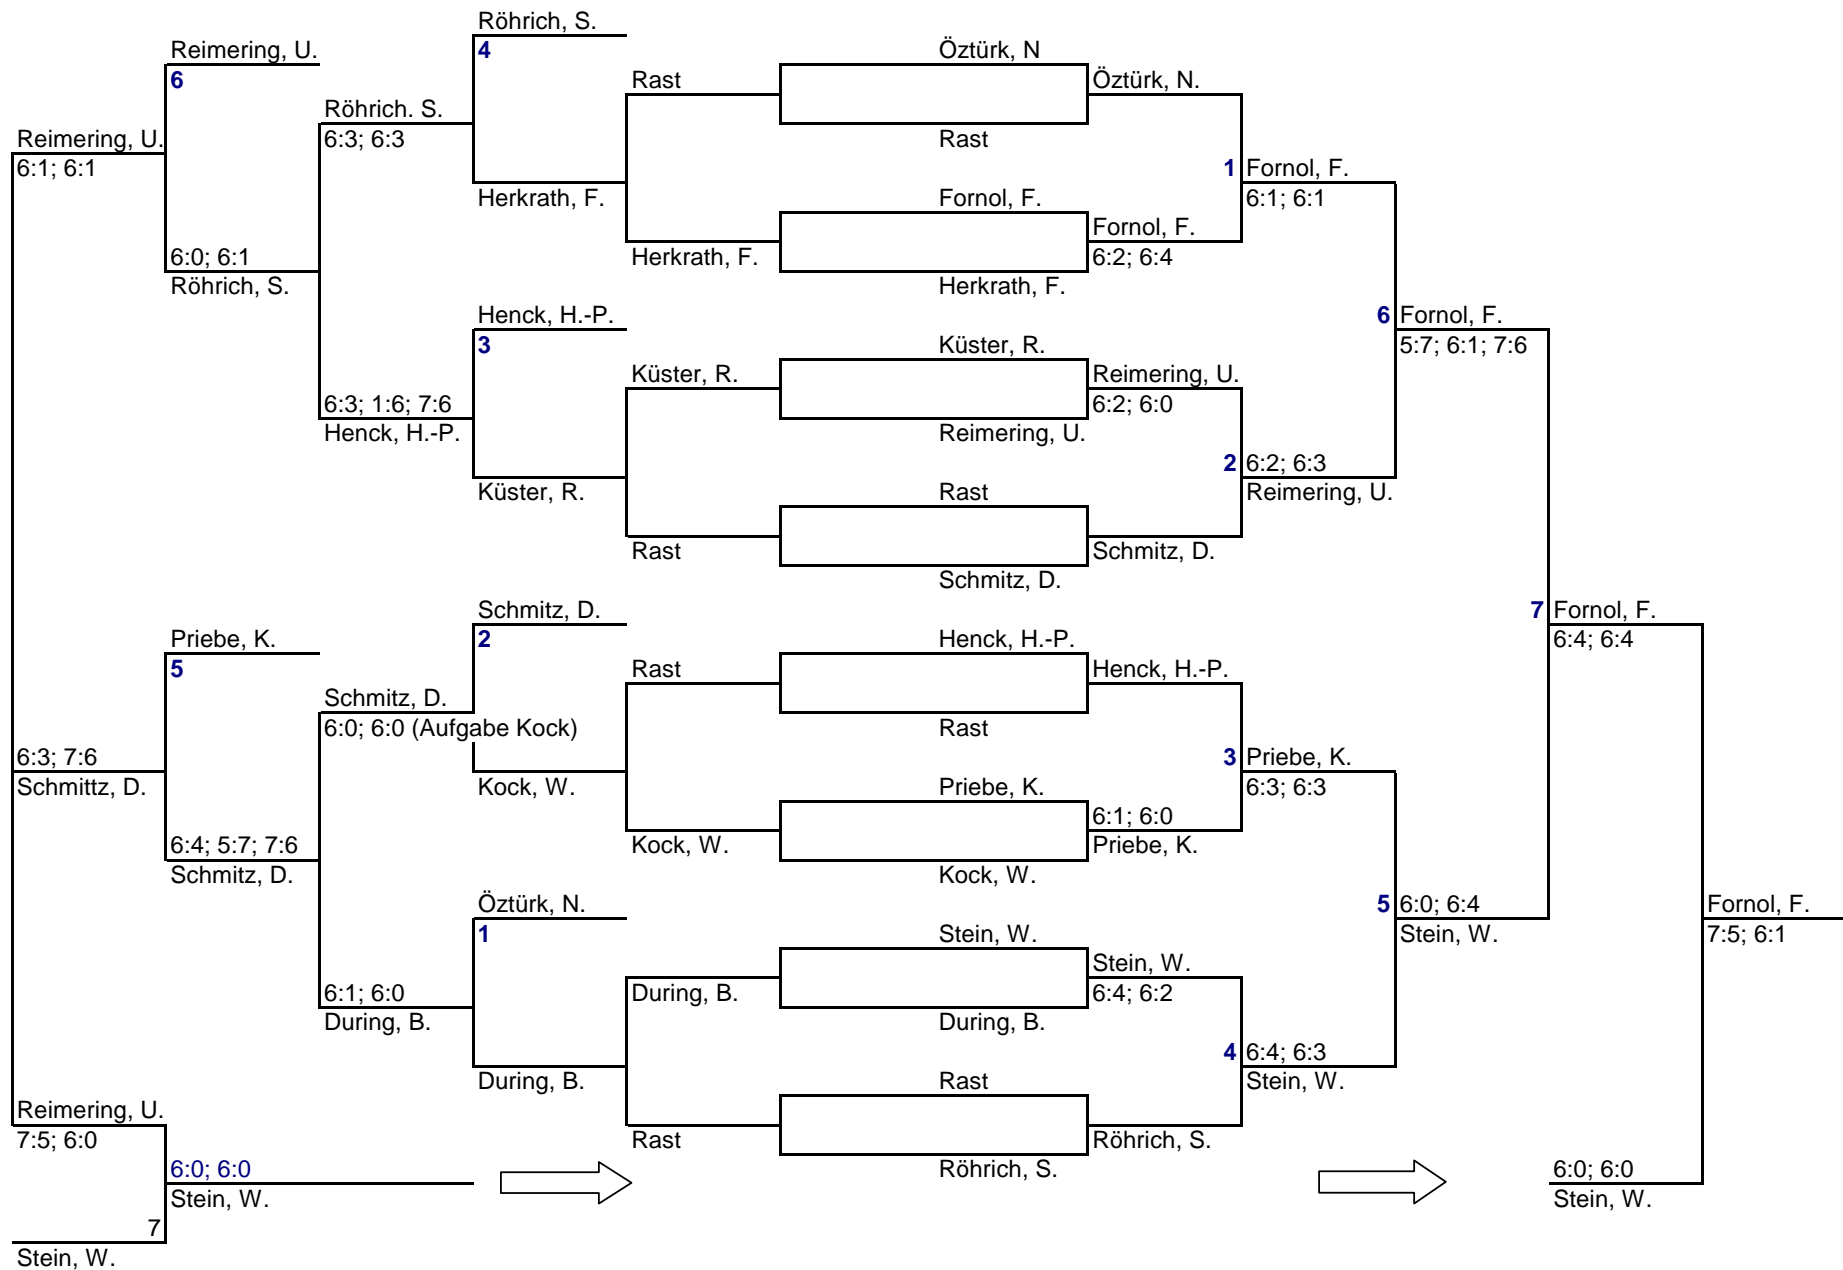 Röhrich, S.
Reimering, U.
4
Öztürk, N
6
Rast
Öztürk, N.
Röhrich. S.
Reimering, U.
6:3; 6:3
Rast
6:1; 6:1
1
Fornol, F.
Herkrath, F.
Fornol, F.
6:1; 6:1
Fornol, F.
6:0; 6:1
Herkrath, F.
6:2; 6:4
Röhrich, S.
Herkrath, F.
Henck, H.-P.
6
Fornol, F.
3
Küster, R.
5:7; 6:1; 7:6
Küster, R.
Reimering, U.
6:3; 1:6; 7:6
6:2; 6:0
Henck, H.-P.
Reimering, U.
2
6:2; 6:3
Küster, R.
Rast
Reimering, U.
Rast
Schmitz, D.
Schmitz, D.
Schmitz, D.
7
Fornol, F.
Priebe, K.
2
Henck, H.-P.
6:4; 6:4
5
Rast
Henck, H.-P.
Schmitz, D.
6:0; 6:0 (Aufgabe Kock)
Rast
6:3; 7:6
3
Priebe, K.
Schmittz, D.
Kock, W.
Priebe, K.
6:3; 6:3
6:1; 6:0
6:4; 5:7; 7:6
Kock, W.
Priebe, K.
Schmitz, D.
Kock, W.
Öztürk, N.
5
6:0; 6:4
Fornol, F.
1
Stein, W.
Stein, W.
7:5; 6:1
Stein, W.
6:1; 6:0
During, B.
6:4; 6:2
During, B.
During, B.
4
6:4; 6:3
During, B.
Rast
Stein, W.
Reimering, U.
7:5; 6:0
Rast
Röhrich, S.
6:0; 6:0
Röhrich, S.
6:0; 6:0
Stein, W.
Stein, W.
7
Stein, W.